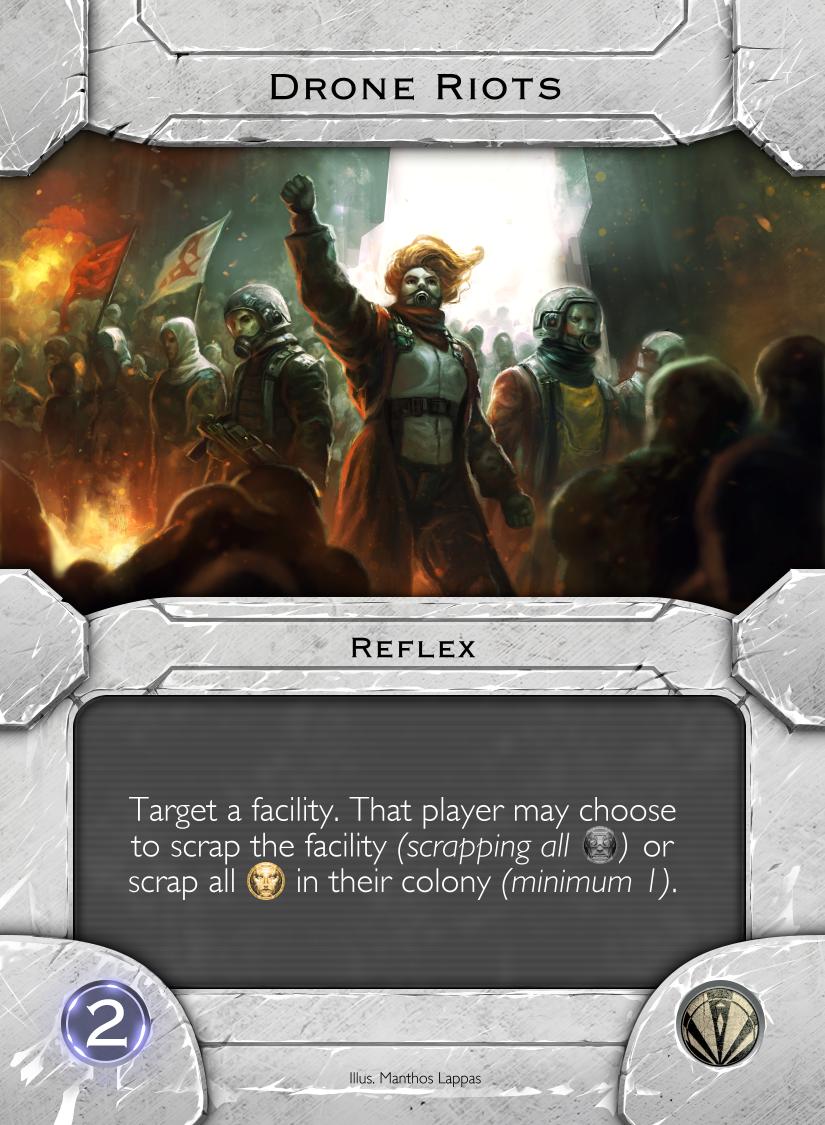 Drone Riots
Reflex
Target a facility. That player may choose
to scrap the facility (scrapping all ) or
scrap all in their colony (minimum 1).
2
Illus. Manthos Lappas